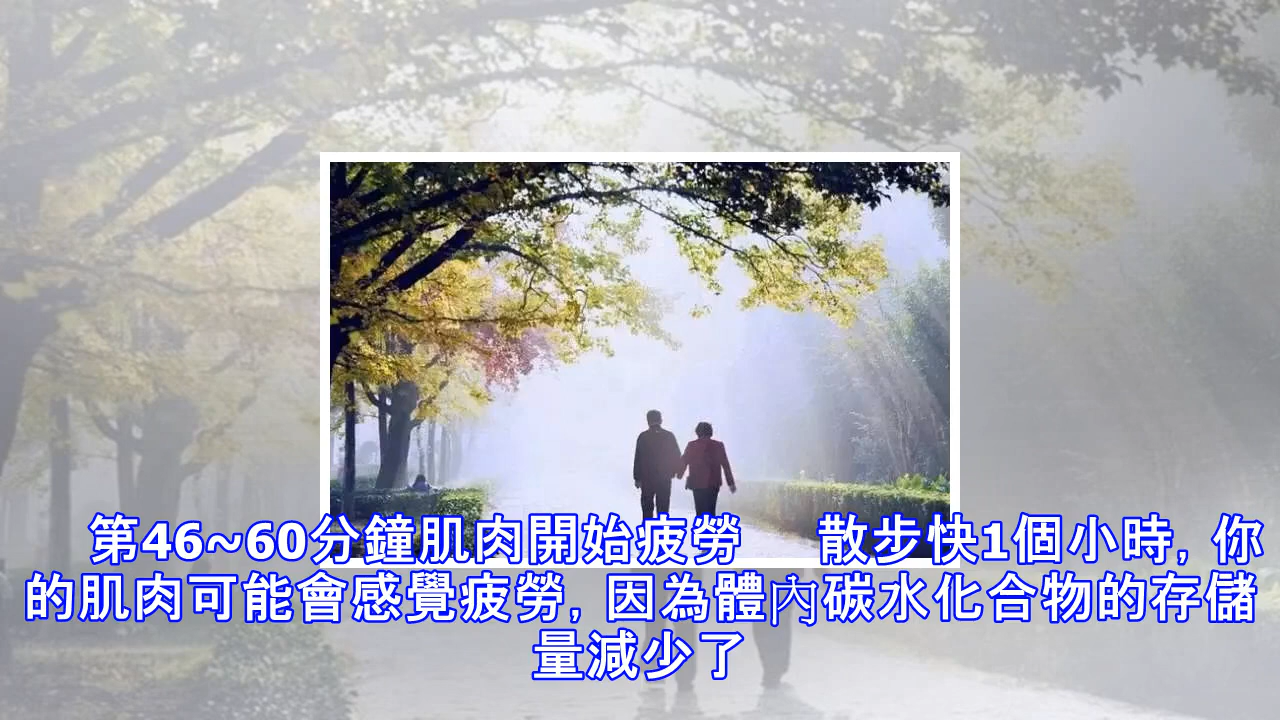 第46~60分鐘肌肉開始疲勞 散步快1個小時, 你
的肌肉可能會感覺疲勞, 因為體內碳水化合物的存儲
量減少了